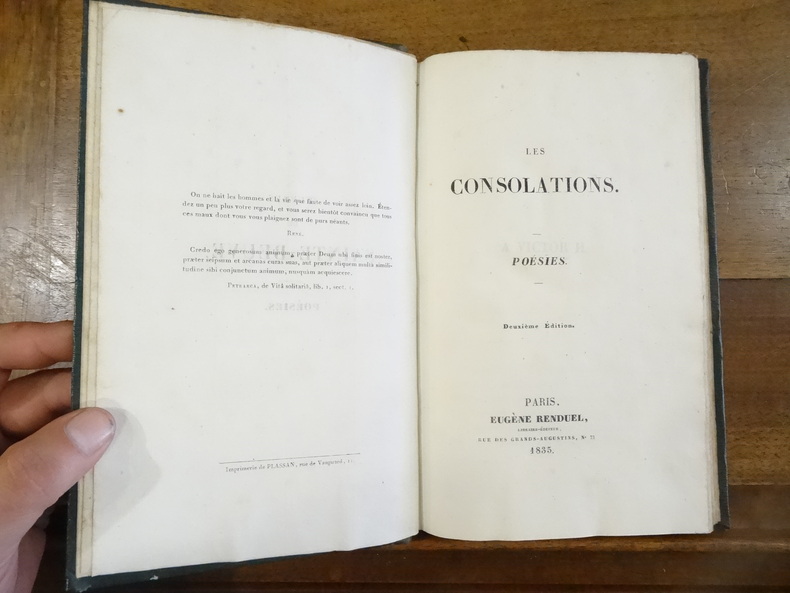 On ne hait les hommes et la vie que faute de voir assez loin. Éten-
dez un peu plus votre regard, et vous serez bientôt convaincu que tous
ces maux dont vous vous plaignez sont de purs néants.
René.
Credo ego generosum animum, præter Deum ubi finis est noster,
præter seipsum et arcanas curas suas, aut præter aliquem multâ simili-
tudine sibi conjunctum animum, nusquam acquiescere.
Petrarca, de Vitâ solitariâ, lib. 1, sect. 1.
Imprimerie de PLASSAN, rue de Vaugirard,
LES
CONSOLATIONS.
POÉSIES.
Deuxième Édition.
PARIS.
EUGÈNE RENDUEL,
LIBRAIRE-ÉDITEUR,
RUE DES GRANDS-AUGUSTINS, N° 22
1835.